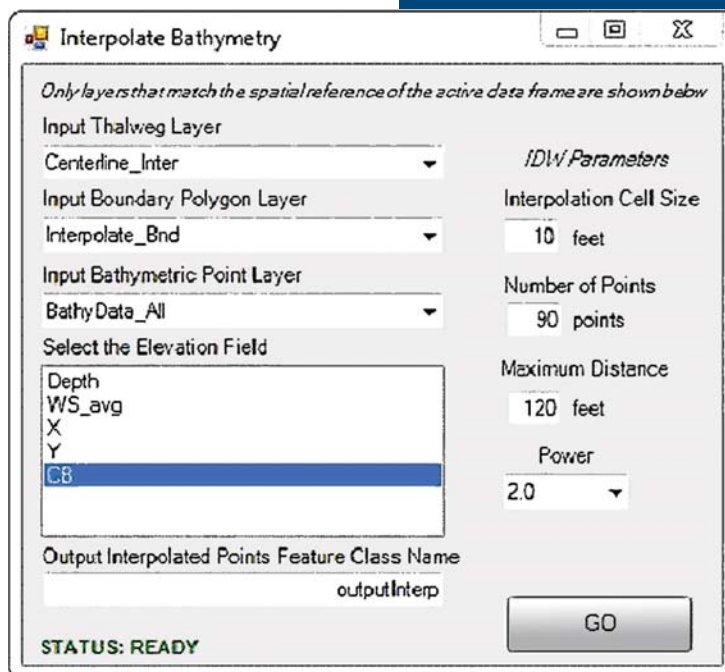 Interpolate Bathymetry
Only layers that match the spatial reference of the active data frame are shown below
Input Thalweg Layer
Centerline_Inter
Input Boundary Polygon Layer
Interpolate_Bnd
Input Bathymetric Point Layer
BathyData_All
Select the Elevation Field
Depth
WS_avg
X
Y
CB
Output Interpolated Points Feature Class Name
outputInterp
STATUS: READY
IDW Parameters
Interpolation Cell Size
10 feet
Number of Points
90 points
Maximum Distance
120 feet
Power
2.0
GO